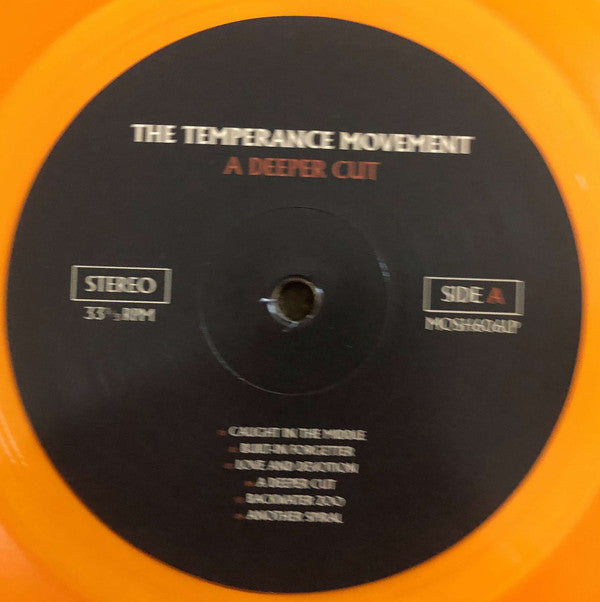 THE TEMPERANCE MOVEMENT
A DEEPER CUT
STEREO
33⅓ RPM
SIDE A
MOSH606LP
CAUGHT IN THE MIDDLE
BUILT-IN FORGETTER
LOVE AND DEVOTION
A DEEPER CUT
BACKWATER ZOO
ANOTHER SPIRAL